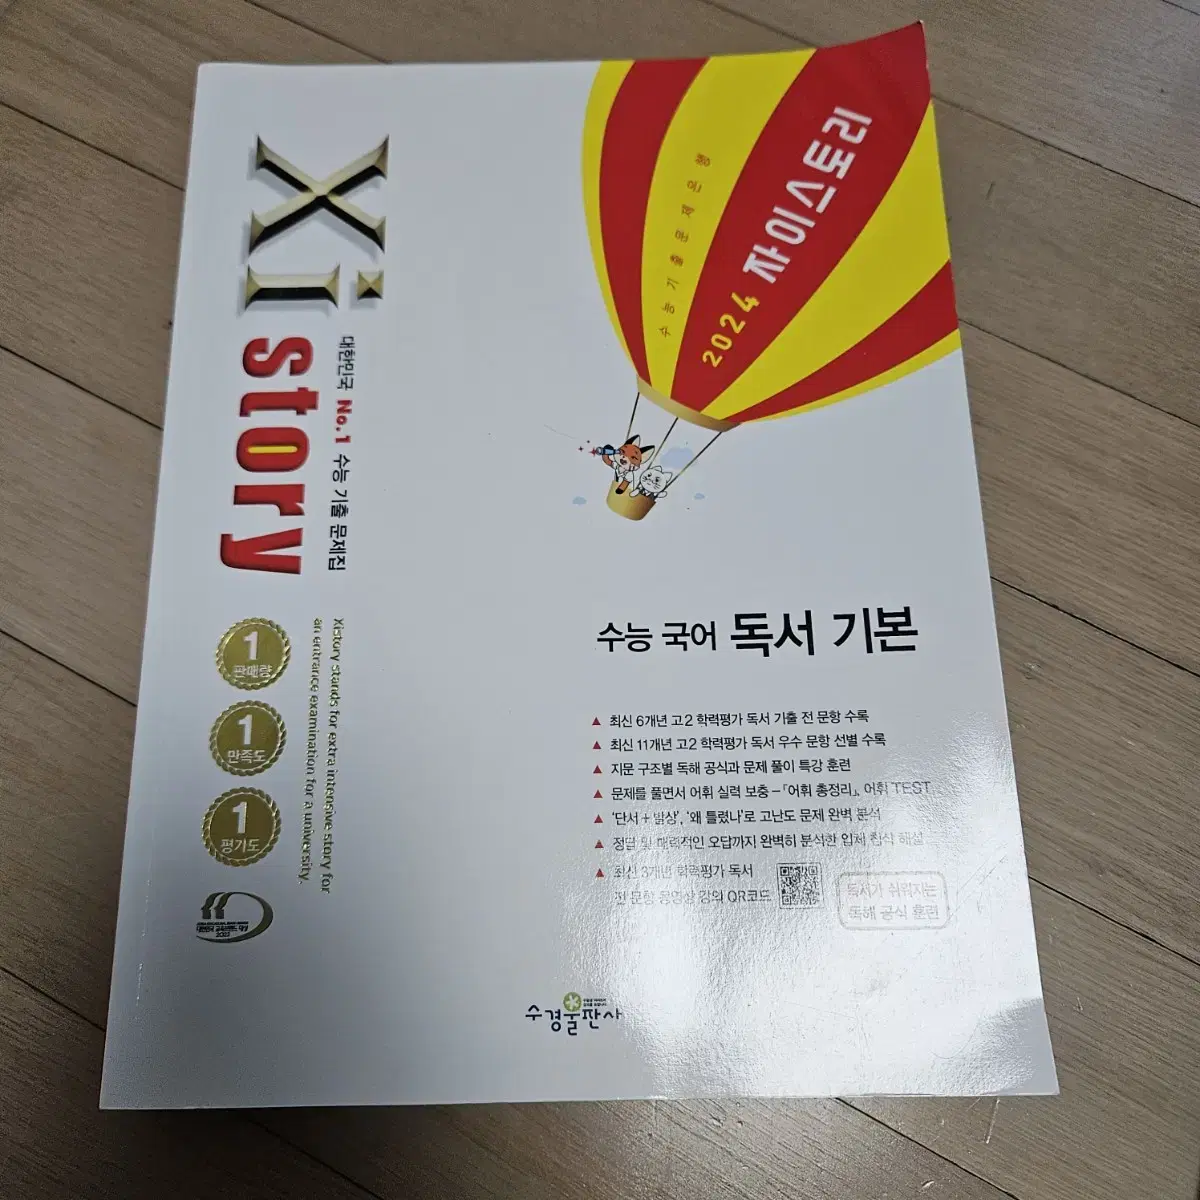 Xi story
대한민국 No.1 수능 기출 문제집
Xistory stands for extra intensive story for
an entrance examination for a university.
1
판매량
1
만족도
1
평가도
수능 기출 문제 은행
2024 자이스토리
수능 국어 독서 기본
▲ 최신 6개년 고2 학력평가 독서 기출 전 문항 수록
▲ 최신 11개년 고2 학력평가 독서 우수 문항 선별 수록
▲ 지문 구조별 독해 공식과 문제 풀이 특강 훈련
▲ 문제를 풀면서 어휘 실력 보충 –「어휘 총정리」, 어휘 TEST
▲ '단서 + 발상', '왜 틀렸나'로 고난도 문제 완벽 분석
▲ 정답 및 매력적인 오답까지 완벽히 분석한 입체 첨삭 해설
▲ 최신 3개년 학력평가 독서
전 문항 동영상 강의 QR코드
독서가 쉬워지는
독해 공식 훈련
수경출판사